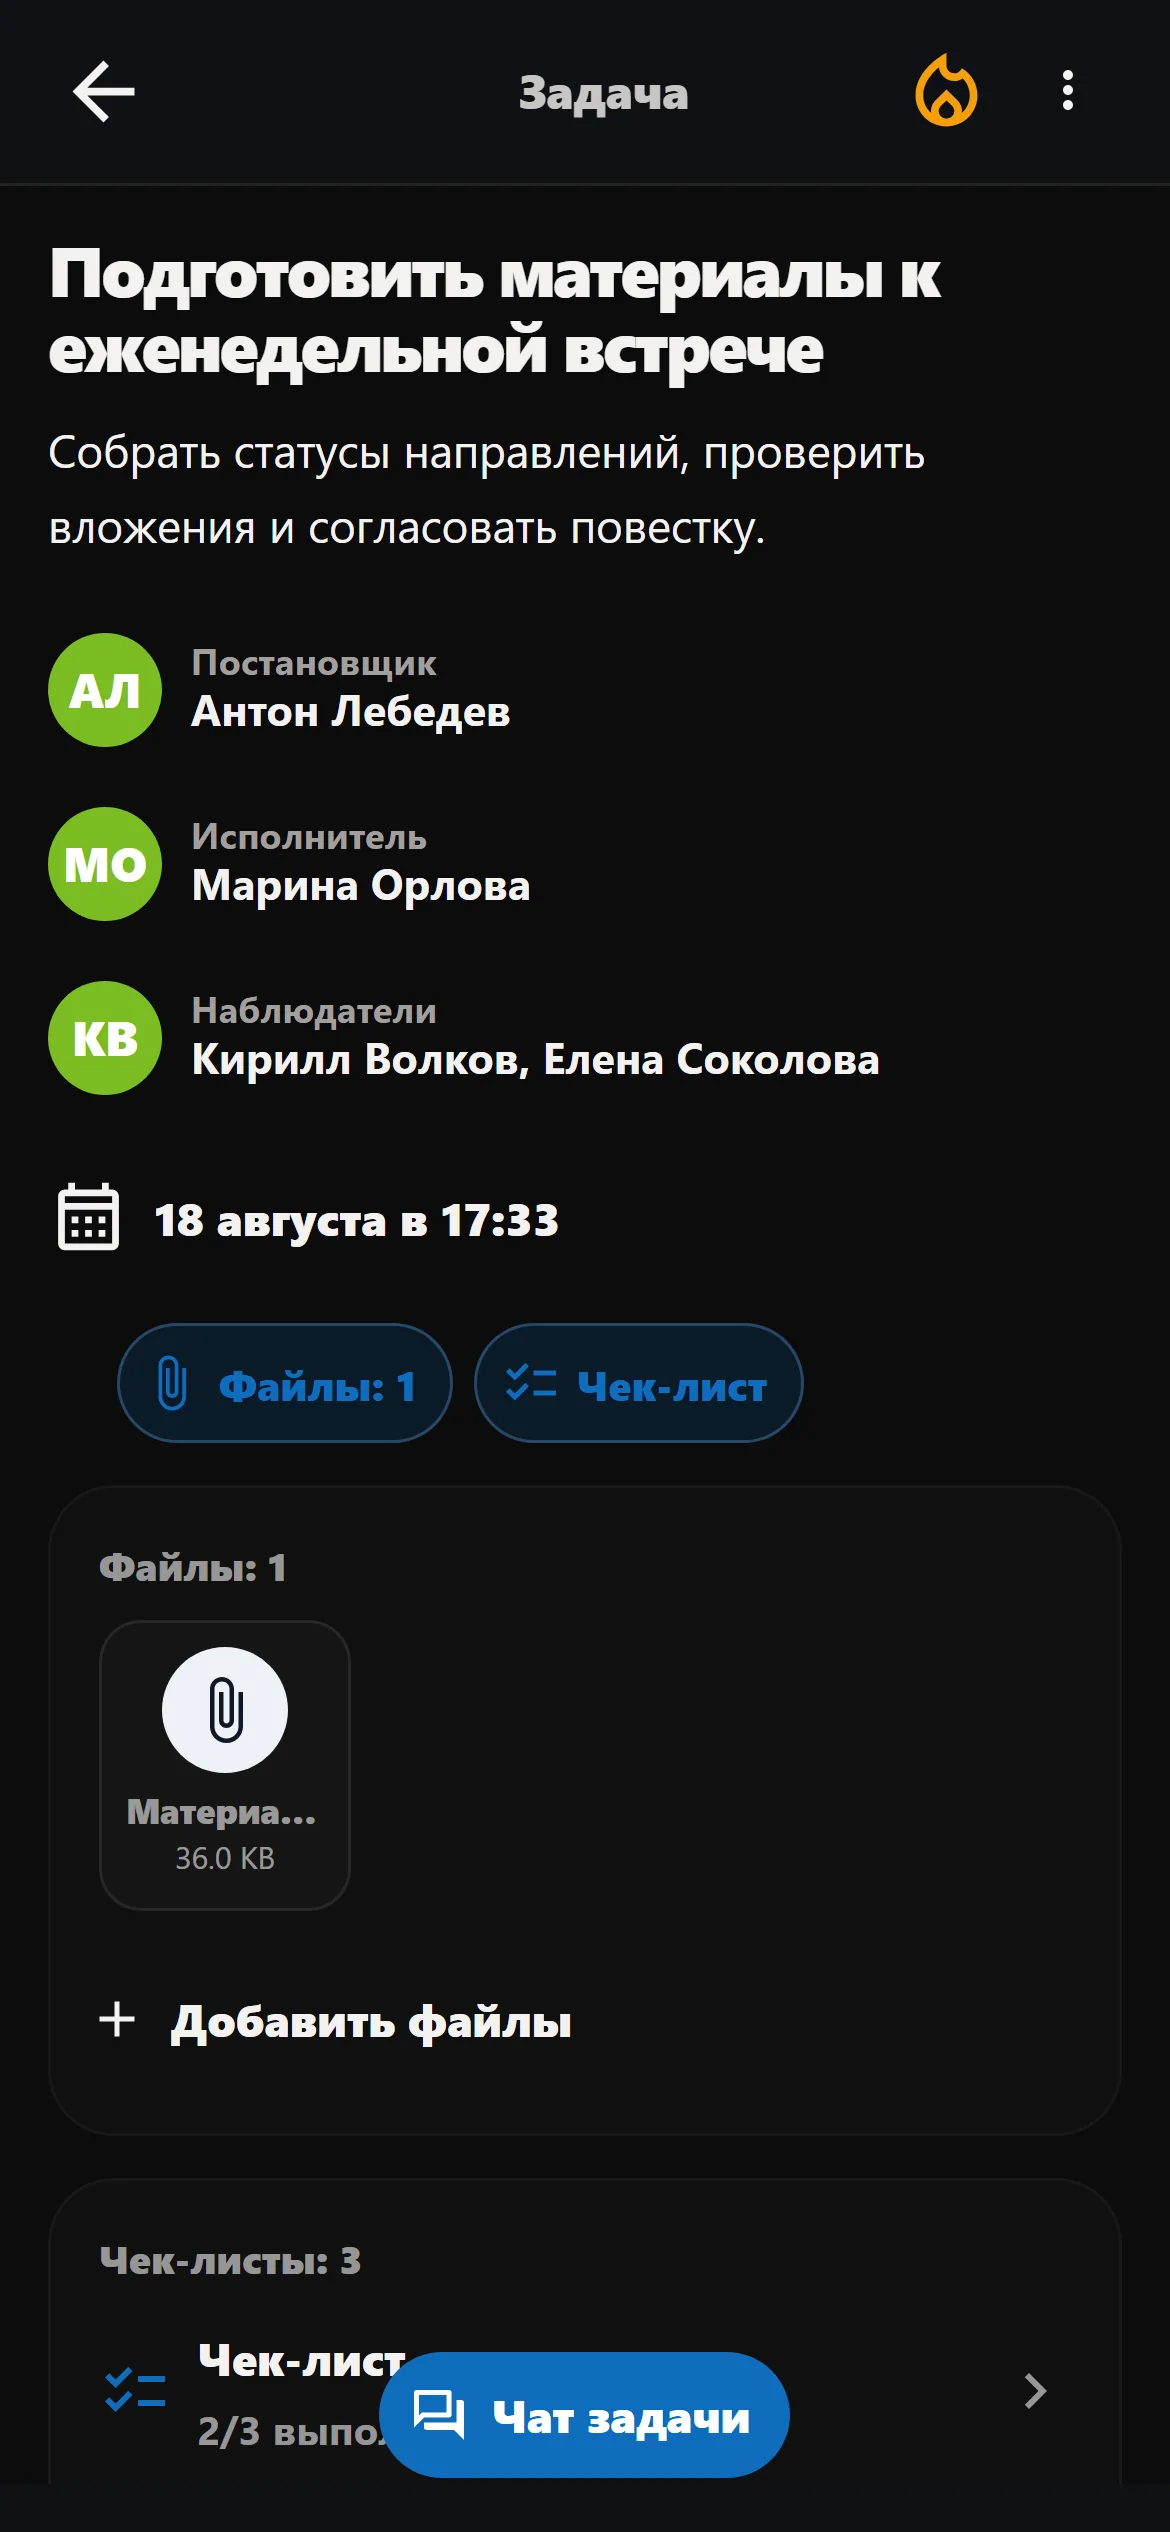 Задача
Подготовить материалы к
еженедельной встрече
Собрать статусы направлений, проверить
вложения и согласовать повестку.
АЛ
Постановщик
Антон Лебедев
МО
Исполнитель
Марина Орлова
КВ
Наблюдатели
Кирилл Волков, Елена Соколова
18 августа в 17:33
Файлы: 1
Чек-лист
Файлы: 1
Материа...
36.0 KB
Добавить файлы
Чек-листы: 3
Чек-лист
2/3
Чат задачи